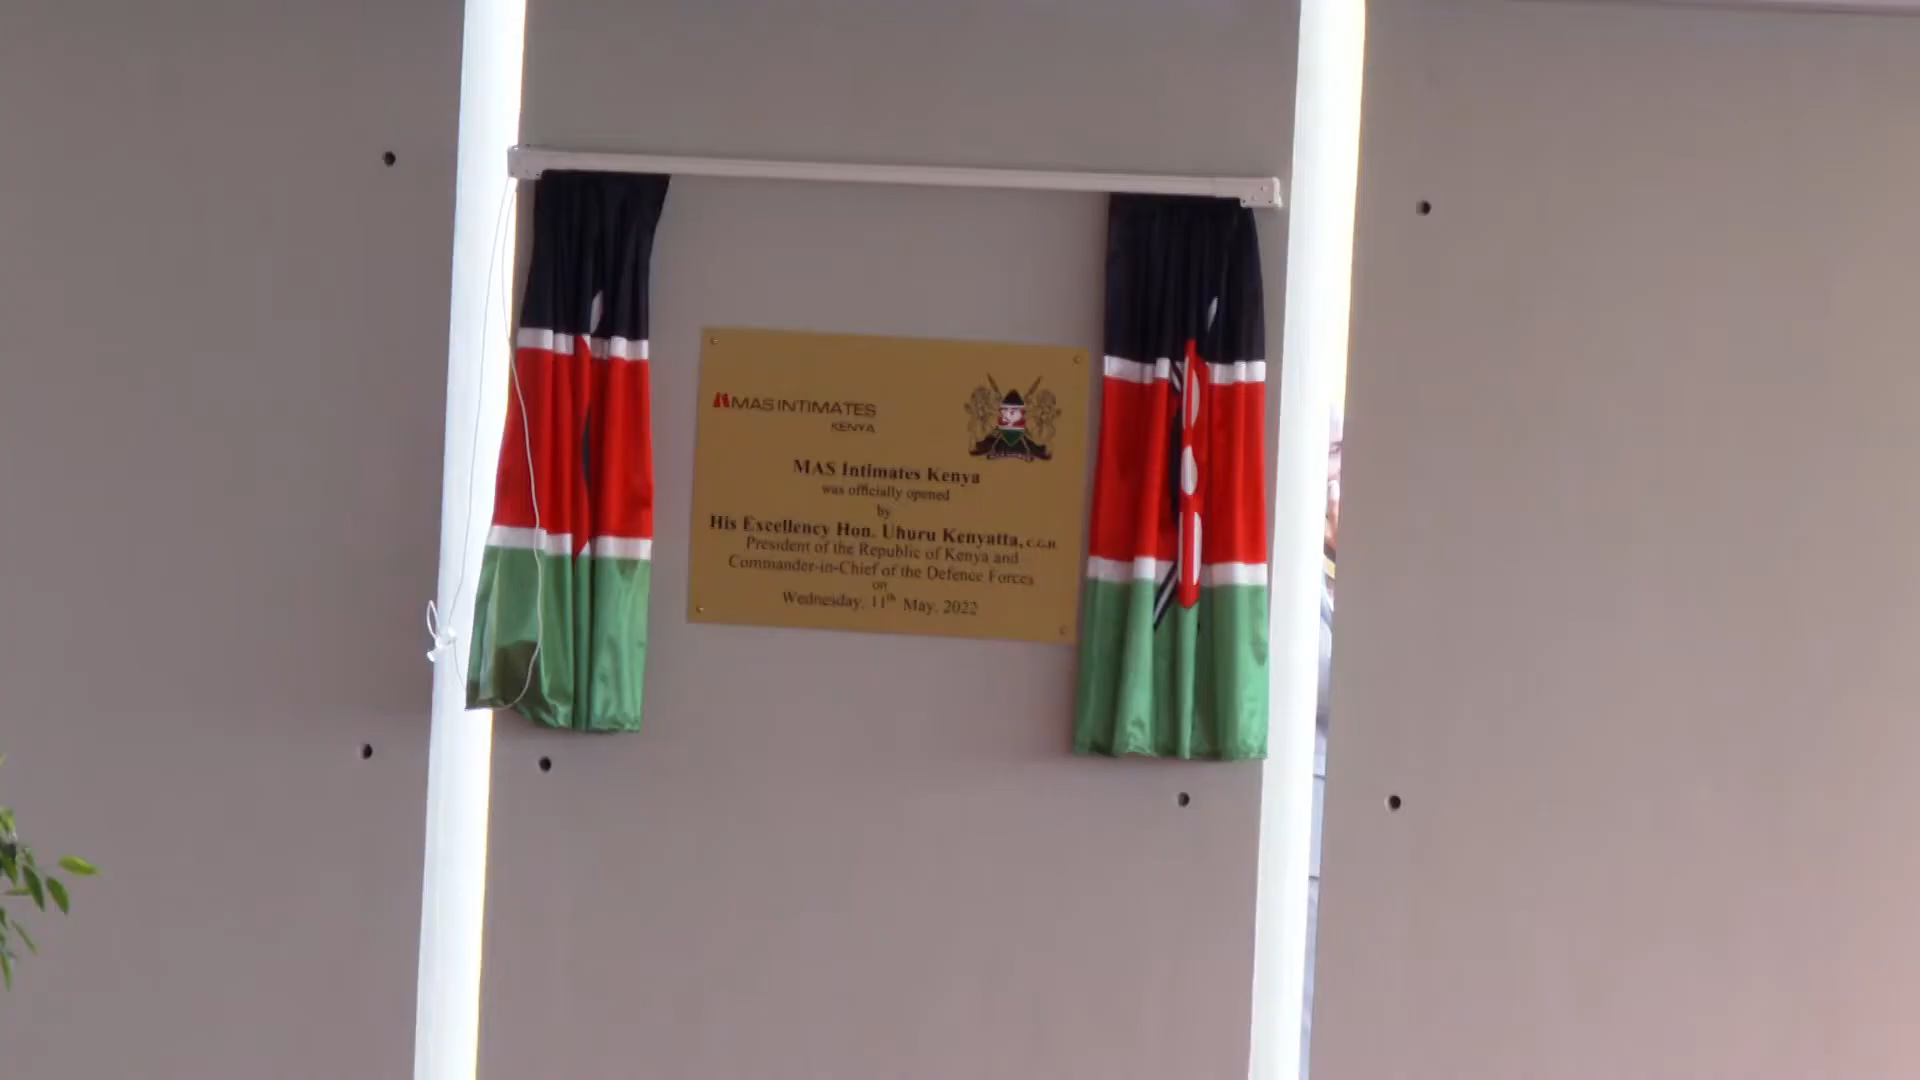 MAS INTIMATES
KENYA
MAS Intimates Kenya
was officially opened
by
His Excellency Hon. Uhuru Kenyatta, C.G.H.
President of the Republic of Kenya and
Commander-in-Chief of the Defence Forces
on
Wednesday, 11th May, 2022